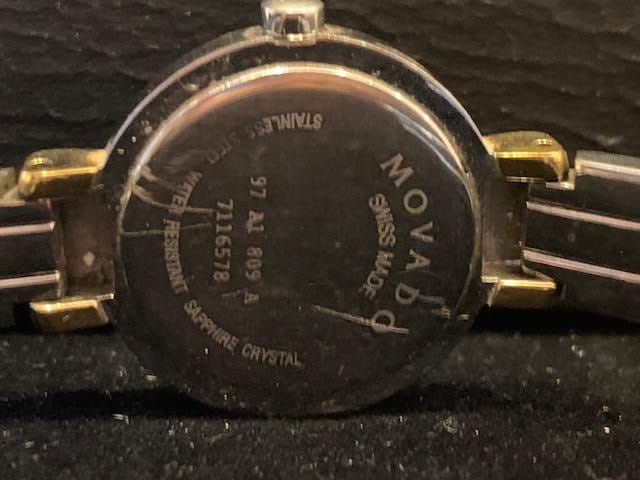 MOVADO
SWISS MADE
97 A1 809 A
7116578
STAINLESS STEEL WATER RESISTANT SAPPHIRE CRYSTAL